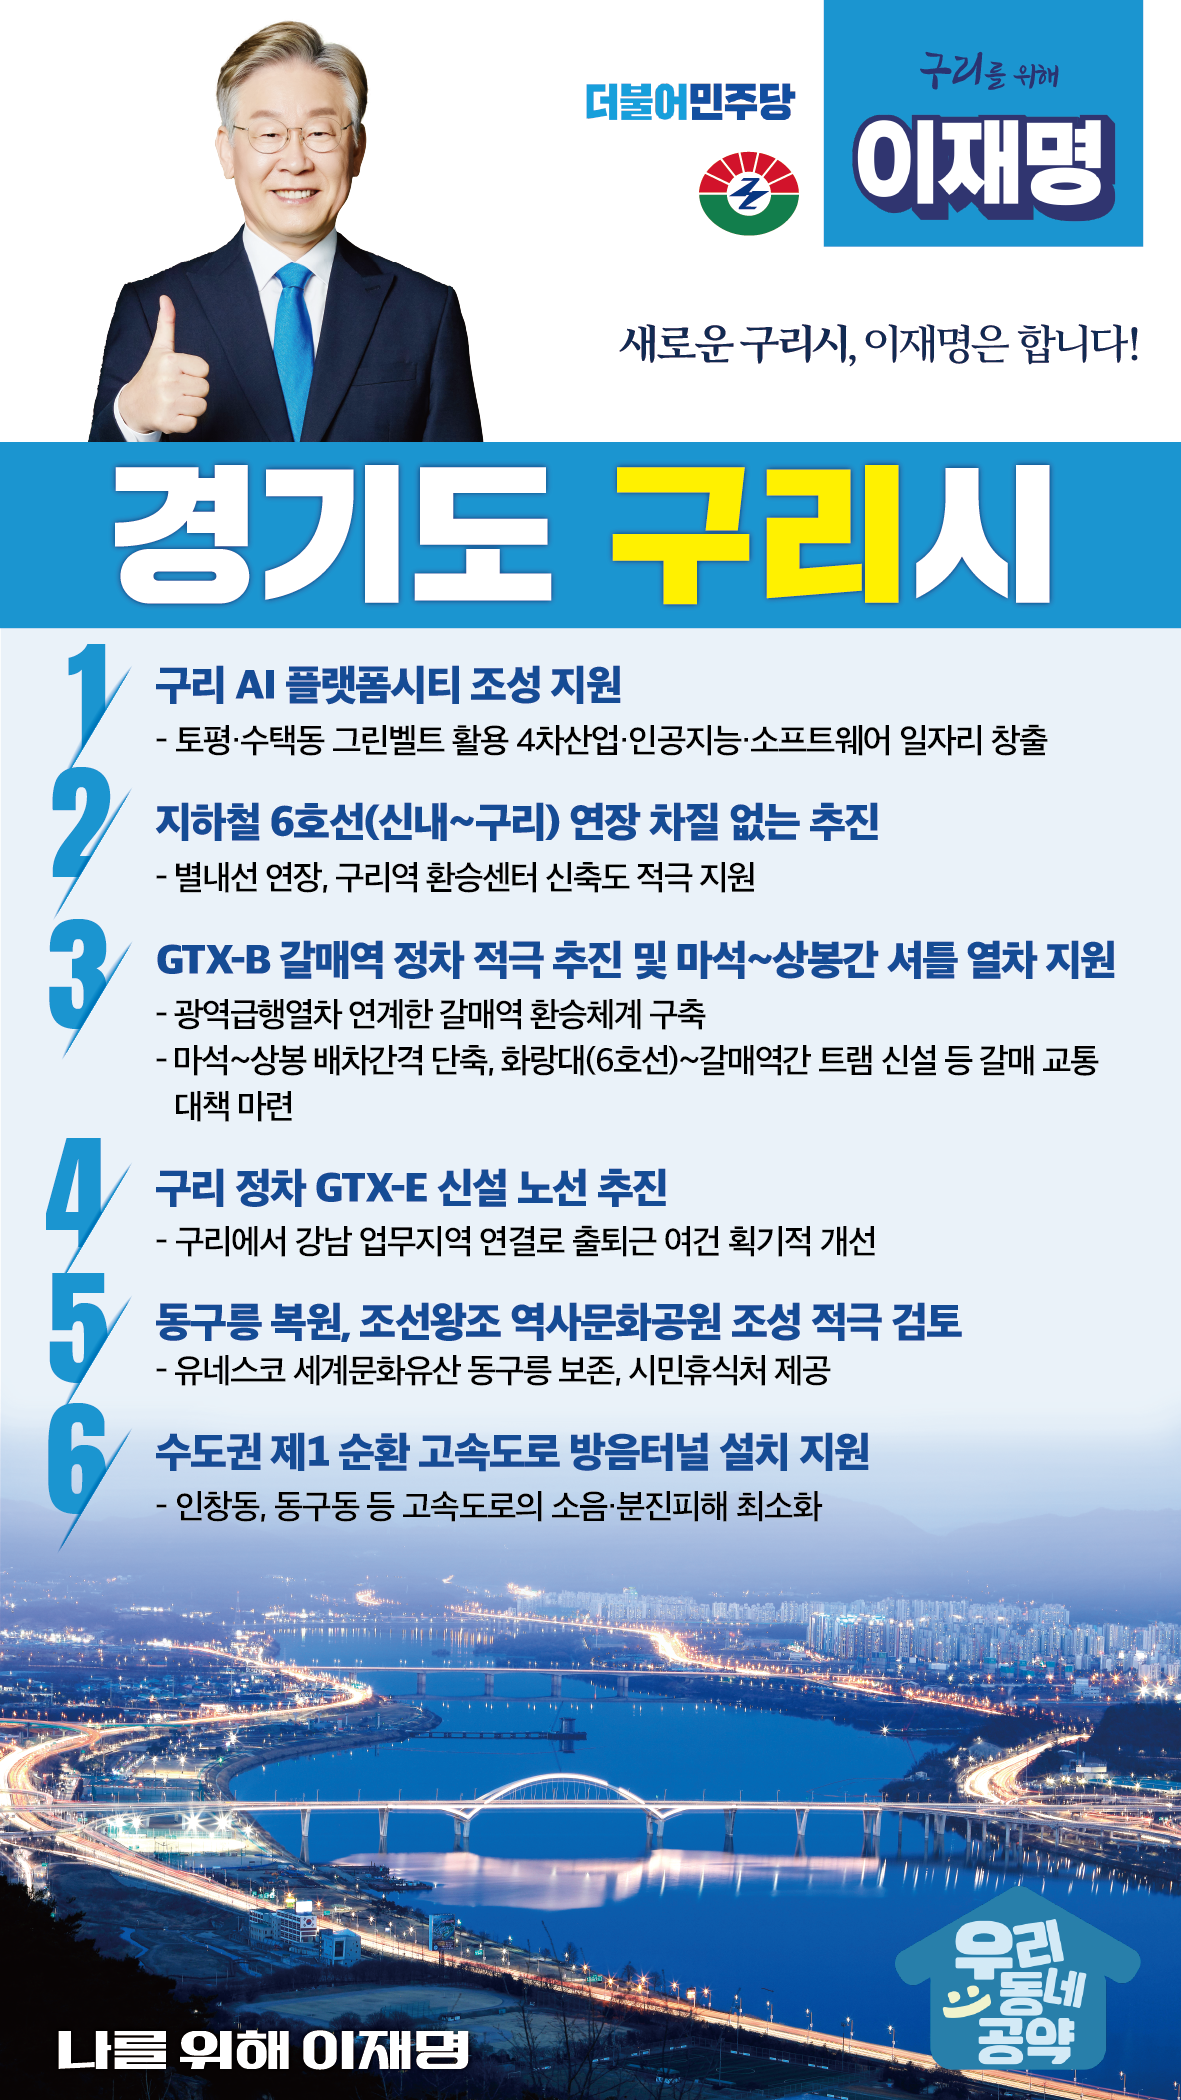 더불어민주당
구리를 위해
이재명
새로운 구리시, 이재명은 합니다!
경기도 구리시
1
구리 AI 플랫폼시티 조성 지원
- 토평·수택동 그린벨트 활용 4차산업·인공지능·소프트웨어 일자리 창출
2
지하철 6호선(신내~구리) 연장 차질 없는 추진
- 별내선 연장, 구리역 환승센터 신축도 적극 지원
3
GTX-B 갈매역 정차 적극 추진 및 마석~상봉간 셔틀 열차 지원
- 광역급행열차 연계한 갈매역 환승체계 구축
- 마석~상봉 배차간격 단축, 화랑대(6호선)~갈매역간 트램 신설 등 갈매 교통
대책 마련
4
구리 정차 GTX-E 신설 노선 추진
- 구리에서 강남 업무지역 연결로 출퇴근 여건 획기적 개선
5
동구릉 복원, 조선왕조 역사문화공원 조성 적극 검토
- 유네스코 세계문화유산 동구릉 보존, 시민휴식처 제공
6
수도권 제1 순환 고속도로 방음터널 설치 지원
- 인창동, 동구동 등 고속도로의 소음·분진피해 최소화
우리
동네
공약
나를 위해 이재명